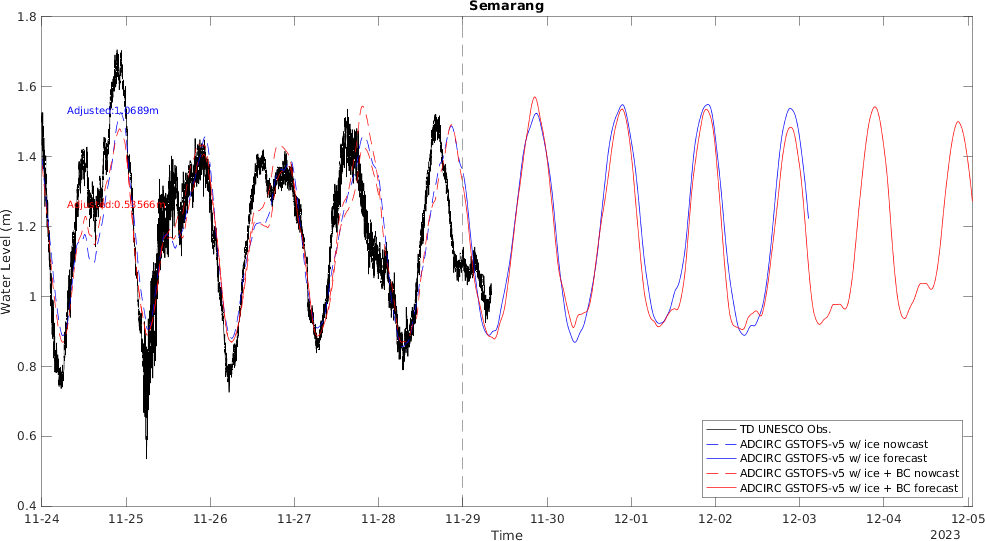 Semarang
1.8
1.6
1.4
1.2
1
0.8
0.6
0.4
Water Level (m)
Adjusted:1.0689m
TD UNESCO Obs.
ADCIRC GSTOFS-v5 w/ ice nowcast
ADCIRC GSTOFS-v5 w/ ice forecast
ADCIRC GSTOFS-v5 w/ ice + BC nowcast
ADCIRC GSTOFS-v5 w/ ice + BC forecast
11-24 11-25 11-26 11-27 11-28 11-29 11-30 12-01 12-02 12-03 12-04 12-05
Time
2023